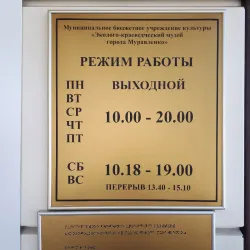 Муниципальное бюджетное учреждение культуры
«Эколого-краеведческий музей
города Муравленко»
РЕЖИМ РАБОТЫ
ПН ВЫХОДНОЙ
ВТ
СР 10.00 - 20.00
ЧТ
ПТ
СБ 10.18 - 19.00
ВС ПЕРЕРЫВ 13.40 - 15.10